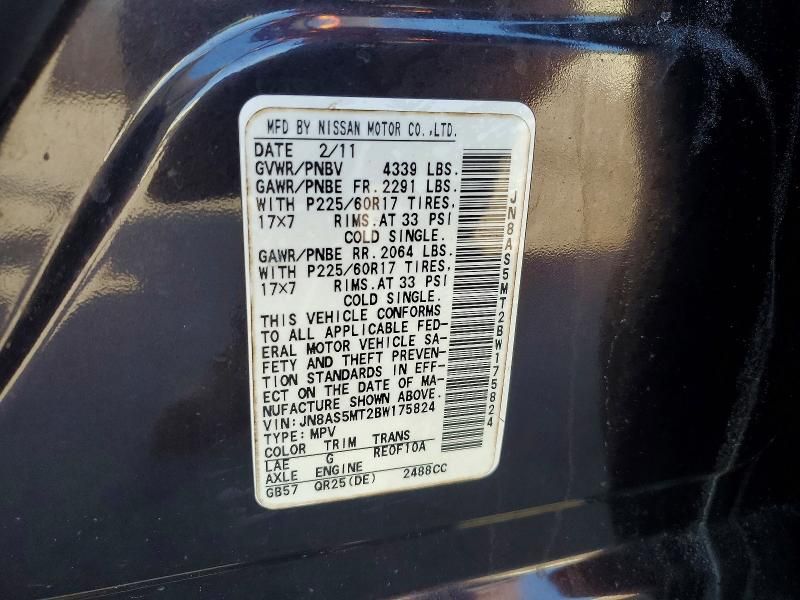 MFD BY NISSAN MOTOR CO.,LTD.
DATE 2/11
GVWR/PNBV 4339 LBS.
GAWR/PNBE FR. 2291 LBS.
WITH P225/60R17 TIRES,
17X7 RIMS. AT 33 PSI
COLD SINGLE.
GAWR/PNBE RR. 2064 LBS.
WITH P225/60R17 TIRES,
17X7 RIMS. AT 33 PSI
COLD SINGLE.
THIS VEHICLE CONFORMS
TO ALL APPLICABLE FED-
ERAL MOTOR VEHICLE SA-
FETY AND THEFT PREVEN-
TION STANDARDS IN EFF-
ECT ON THE DATE OF MA-
NUFACTURE SHOWN ABOVE.
VIN: JN8AS5MT2BW175824
TYPE: MPV
COLOR TRIM TRANS
LAE G RE0F10A
AXLE ENGINE
GB57 QR25(DE) 2488CC
JN8AS5MT2BW175824